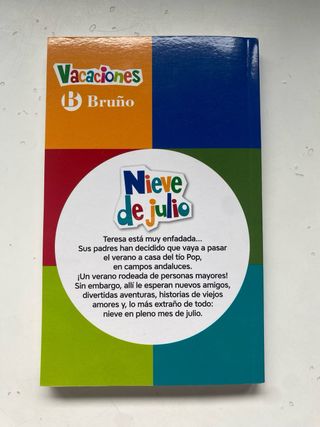 Vacaciones
B Bruño
Nieve
de julio
Teresa está muy enfadada...
Sus padres han decidido que vaya a pasar
el verano a casa del tío Pop,
en campos andaluces.
¡Un verano rodeada de personas mayores!
Sin embargo, allí le esperan nuevos amigos,
divertidas aventuras, historias de viejos
amores y, lo más extraño de todo:
nieve en pleno mes de julio.